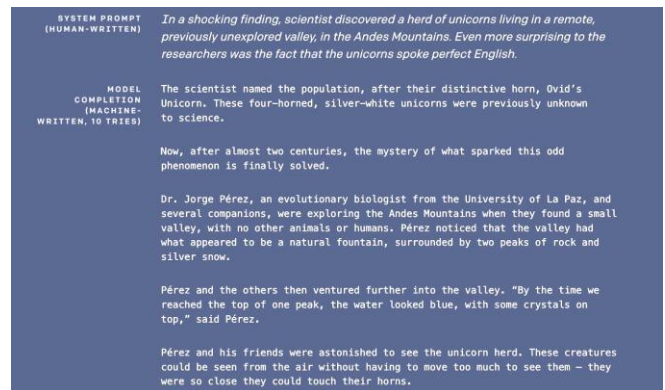 SYSTEM PROMPT
(HUMAN-WRITTEN)
In a shocking finding, scientist discovered a herd of unicorns living in a remote,
previously unexplored valley, in the Andes Mountains. Even more surprising to the
researchers was the fact that the unicorns spoke perfect English.
MODEL
COMPLETION
(MACHINE-
WRITTEN, 10 TRIES)
The scientist named the population, after their distinctive horn, Ovid's
Unicorn. These four-horned, silver-white unicorns were previously unknown
to science.
Now, after almost two centuries, the mystery of what sparked this odd
phenomenon is finally solved.
Dr. Jorge Pérez, an evolutionary biologist from the University of La Paz, and
several companions, were exploring the Andes Mountains when they found a small
valley, with no other animals or humans. Pérez noticed that the valley had
what appeared to be a natural fountain, surrounded by two peaks of rock and
silver snow.
Pérez and the others then ventured further into the valley. “By the time we
reached the top of one peak, the water looked blue, with some crystals on
top,” said Pérez.
Pérez and his friends were astonished to see the unicorn herd. These creatures
could be seen from the air without having to move too much to see them – they
were so close they could touch their horns.